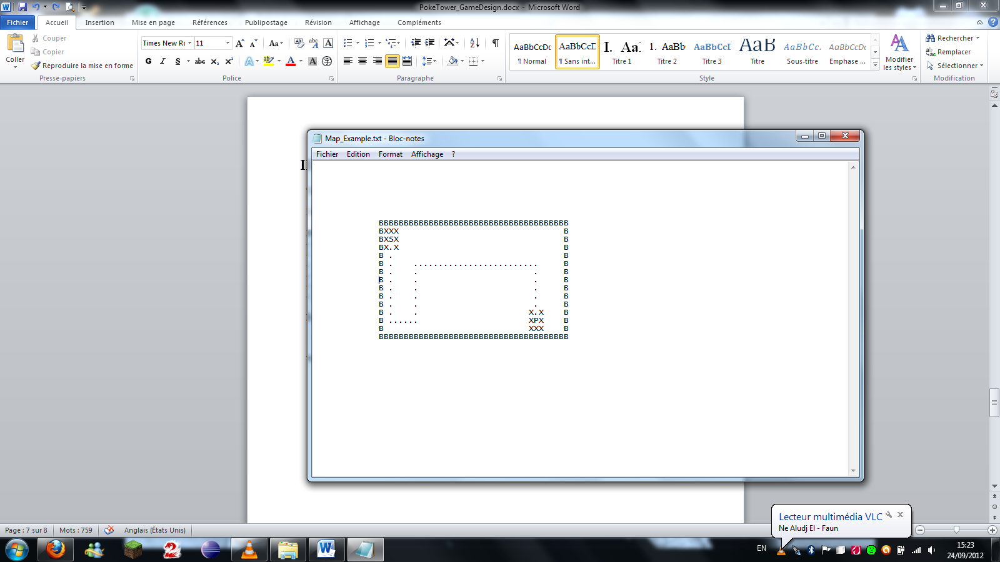 PokeTower_GameDesign.docx - Microsoft Word
Fichier Accueil Insertion Mise en page Références Publipostage Révision Affichage Compléments
Coller
Couper
Copier
Reproduire la mise en forme
Presse-papiers
Times New Ro 11
G I S abc x₂ x²
Police
Paragraphe
AaBbCcDc AaBbCcD I. Aa 1. AaBb AaBbCcI AaB AaBbCc. AaBbCcDc
¶ Normal ¶ Sans int... Titre 1 Titre 2 Titre 3 Titre Sous-titre Emphase ...
Style
Modifier
les styles
Rechercher
Remplacer
Sélectionner
Modification
Map_Example.txt - Bloc-notes
Fichier Edition Format Affichage ?
BBBBBBBBBBBBBBBBBBBBBBBBBBBBBBBBBBBBBB
BXXX                                 B
BXSX                                 B
BX.X                                 B
B .                                  B
B .    .........................     B
B .    .                       .     B
B .    .                       .     B
B .    .                       .     B
B .    .                       .     B
B .    .                       .     B
B .    .                      X.X    B
B ......                      XPX    B
B                             XXX    B
BBBBBBBBBBBBBBBBBBBBBBBBBBBBBBBBBBBBBB
Lecteur multimédia VLC
Ne Aludj El - Faun
Page : 7 sur 8 Mots : 759 Anglais (États Unis)
EN
15:23
24/09/2012